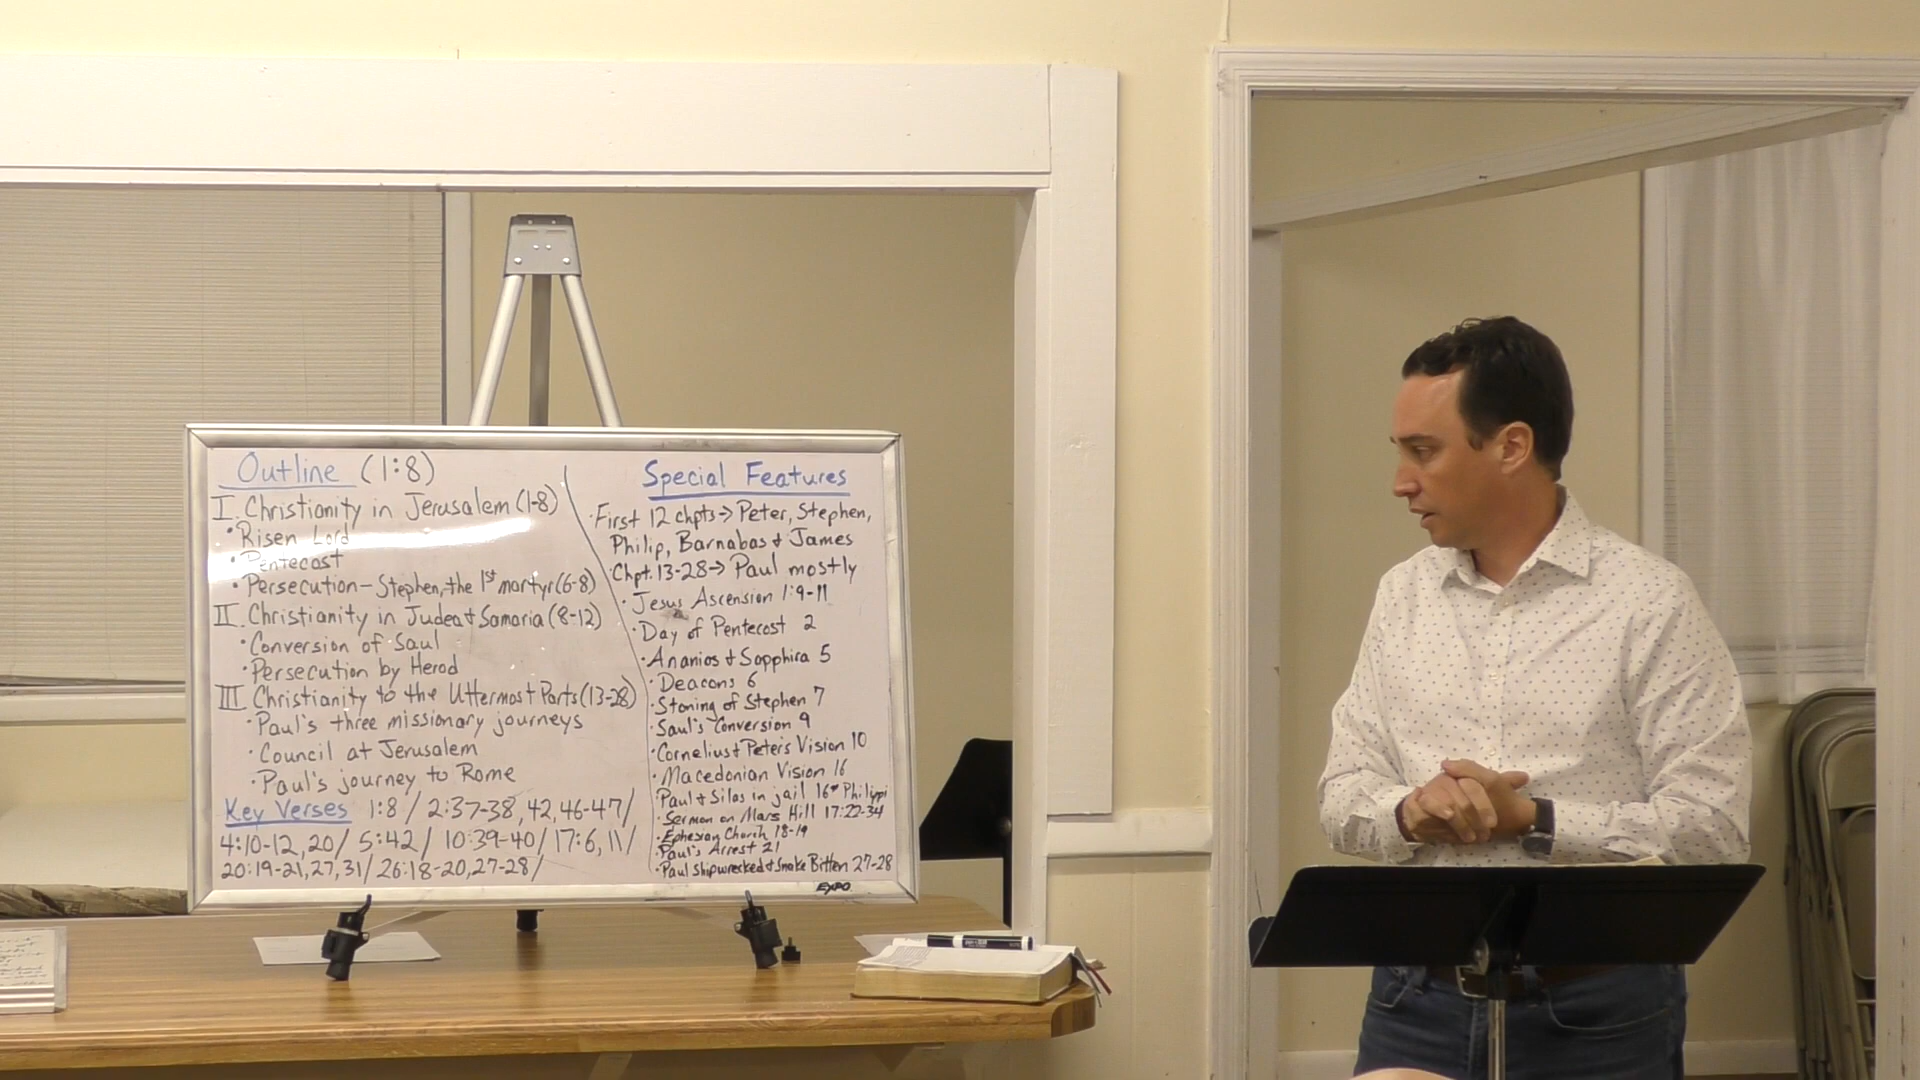 Outline (1:8)
I. Christianity in Jerusalem (1-8)
• Risen Lord
• Pentecost
• Persecution - Stephen, the 1st martyr (6-8)
II. Christianity in Judea & Samaria (8-12)
• Conversion of Saul
• Persecution by Herod
III. Christianity to the Uttermost Parts (13-28)
• Paul's three missionary journeys
• Council at Jerusalem
• Paul's journey to Rome
Key Verses 1:8 / 2:37-38, 42, 46-47 /
4:10-12, 20 / 5:42 / 10:39-40 / 17:6, 11 /
20:19-21, 27, 31 / 26:18-20, 27-28 /
Special Features
• First 12 chpts → Peter, Stephen,
Philip, Barnabas & James
• Chpt. 13-28 → Paul mostly
• Jesus Ascension 1:9-11
• Day of Pentecost 2
• Ananias & Sapphira 5
• Deacons 6
• Stoning of Stephen 7
• Saul's Conversion 9
• Cornelius & Peter's Vision 10
• Macedonian Vision 16
• Paul & Silas in jail 16 Philippi
• Sermon on Mars Hill 17:22-34
• Ephesian Church 18-19
• Paul's Arrest 21
• Paul shipwrecked & Snake Bitten 27-28
EXPO